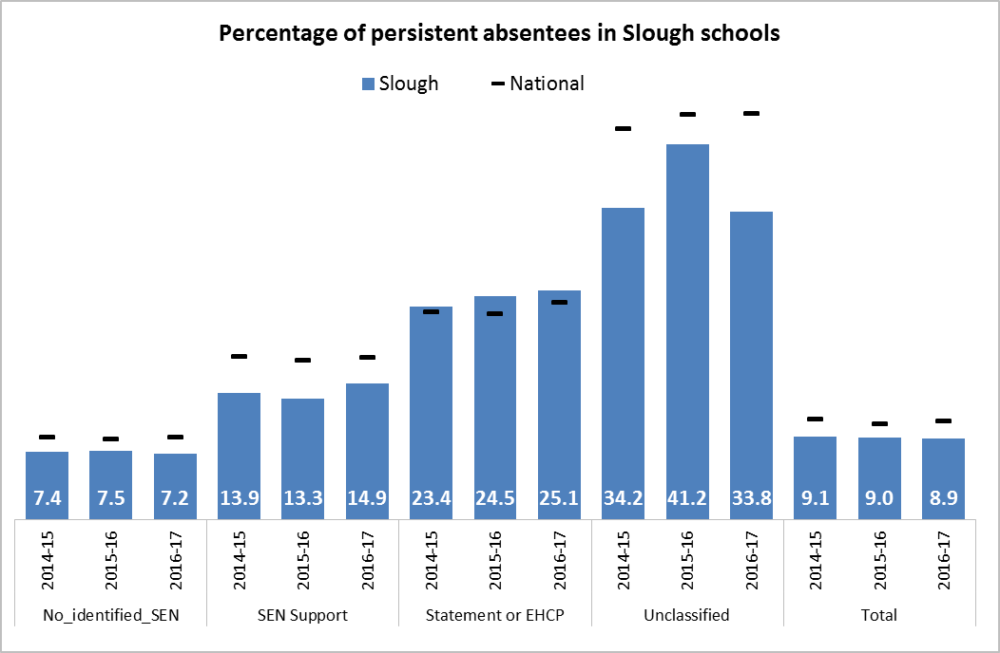 Percentage of persistent absentees in Slough schools
Slough National
7.4 7.5 7.2 13.9 13.3 14.9 23.4 24.5 25.1 34.2 41.2 33.8 9.1 9.0 8.9
2014-15 2015-16 2016-17 2014-15 2015-16 2016-17 2014-15 2015-16 2016-17 2014-15 2015-16 2016-17 2014-15 2015-16 2016-17
No_identified_SEN SEN Support Statement or EHCP Unclassified Total